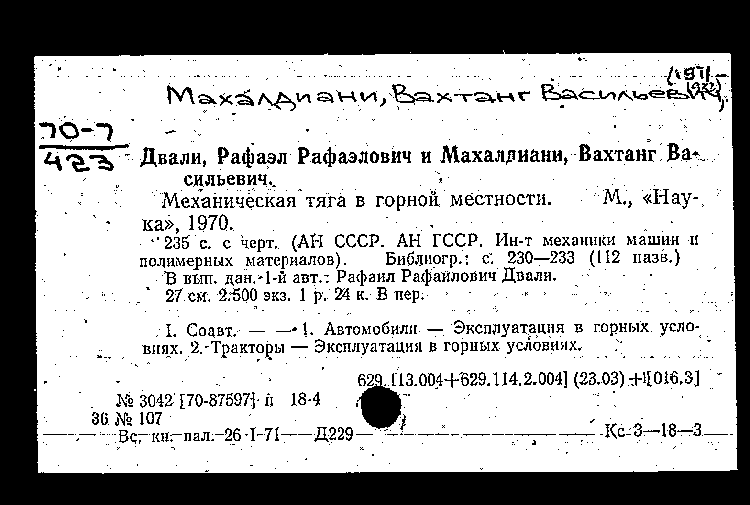 Махалдиани, Вахтанг Васильевич,
70-7
423
Двали, Рафаэл Рафаэлович и Махалдиани, Вахтанг Ва-
сильевич.
Механическая тяга в горной местности. М., «Нау-
ка», 1970.
235 с. с черт. (АН СССР. АН ГССР. Ин-т механики машин и
полимерных материалов). Библиогр.: с. 230—233 (112 назв.)
В вып. дан. 1-й авт.: Рафаил Рафайлович Двали.
27 см. 2.500 экз. 1 р. 24 к. В пер.
I. Соавт. — — 1. Автомобили — Эксплуатация в горных усло-
виях. 2. Тракторы — Эксплуатация в горных условиях.
629.[13.004+629.114.2.004] (23.03)+[016.3]
№ 3042 [70-87597] п 18-4
36 № 107
Вс. кн. пал. 26-I-71 Д229 Кс 3—18—3